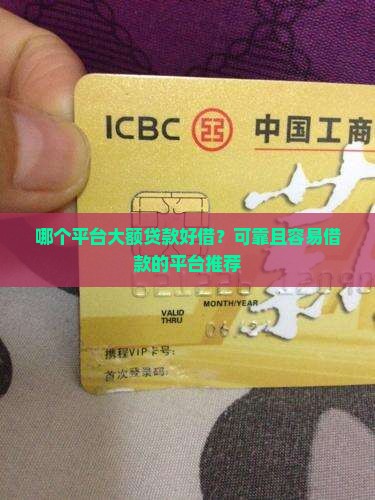 ICBC 中国工商
哪个平台大额贷款好借？可靠且容易借
款的平台推荐
MONTH/YEAR
VALID
THRU
携程VIP卡号：
首次登录码：